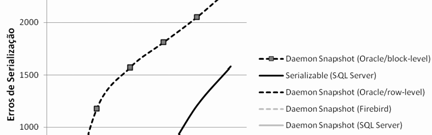 Erros de Serialização
2000
1500
1000
Daemon Snapshot (Oracle/block-level)
Serializable (SQL Server)
Daemon Snapshot (Oracle/row-level)
Daemon Snapshot (Firebird)
Daemon Snapshot (SQL Server)